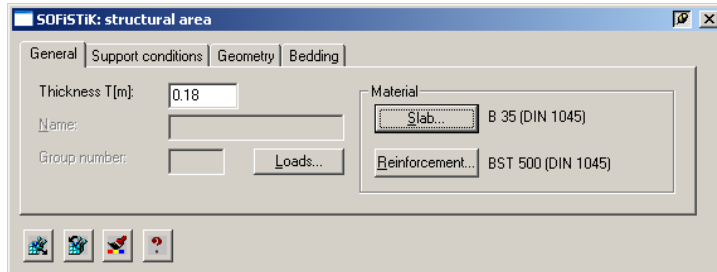 SOFiSTiK: structural area
General Support conditions Geometry Bedding
Thickness T[m]: 0.18
Material
Slab... B 35 (DIN 1045)
Name:
Group number: Loads...
Reinforcement... BST 500 (DIN 1045)
?